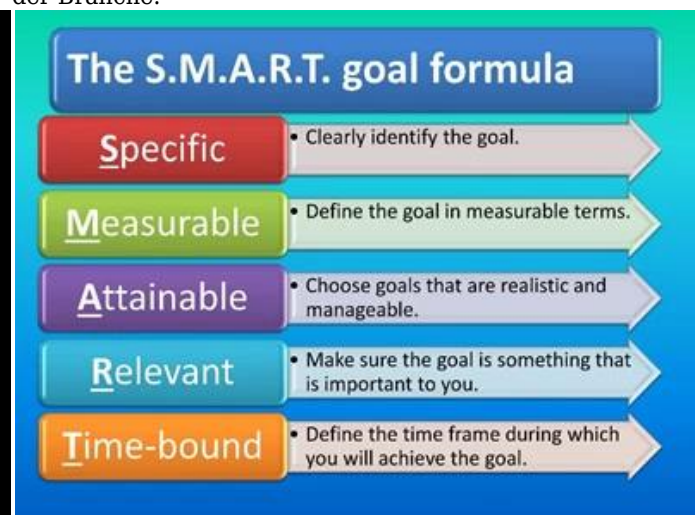 der Branche.
The S.M.A.R.T. goal formula
Specific
• Clearly identify the goal.
Measurable
• Define the goal in measurable terms.
Attainable
• Choose goals that are realistic and
manageable.
Relevant
• Make sure the goal is something that
is important to you.
Time-bound
• Define the time frame during which
you will achieve the goal.